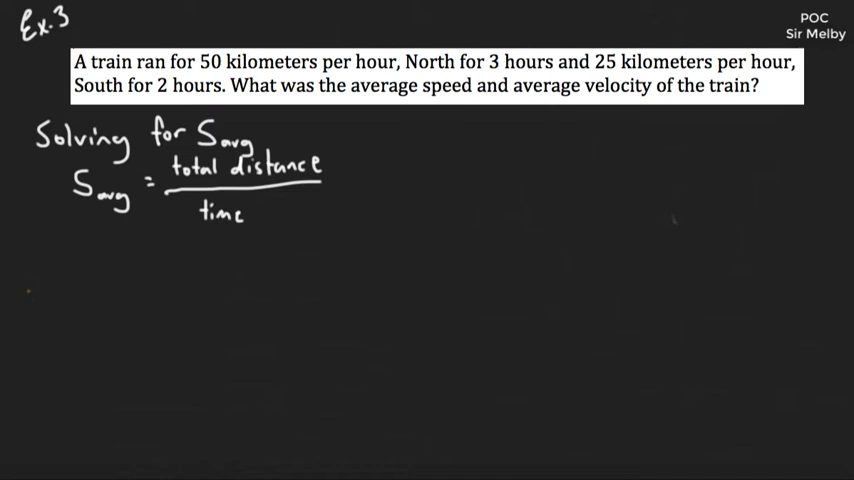 Ex.3
POC
Sir Melby
A train ran for 50 kilometers per hour, North for 3 hours and 25 kilometers per hour,
South for 2 hours. What was the average speed and average velocity of the train?
Solving for Savg
Savg = total distance
time